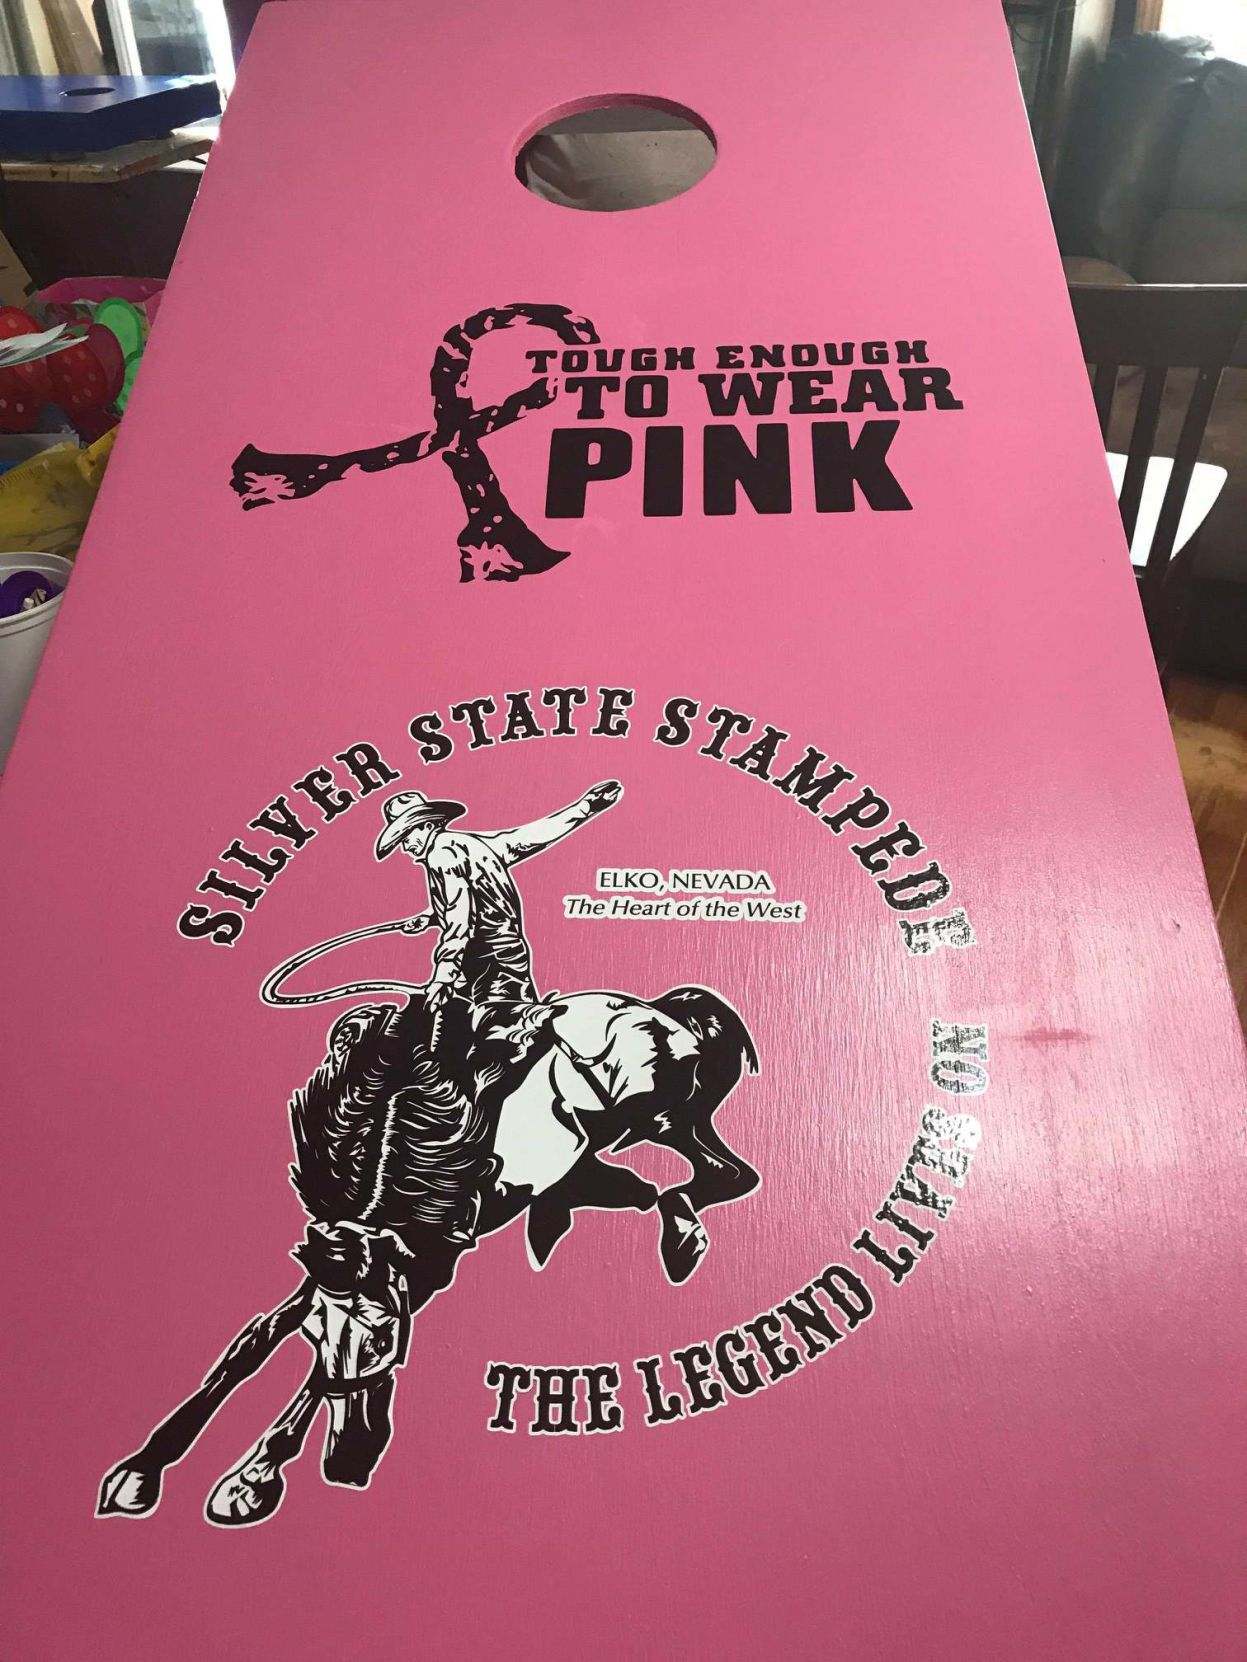 TOUGH ENOUGH
TO WEAR
PINK
SILVER STATE STAMPEDE
ELKO, NEVADA
The Heart of the West
THE LEGEND LIVES ON